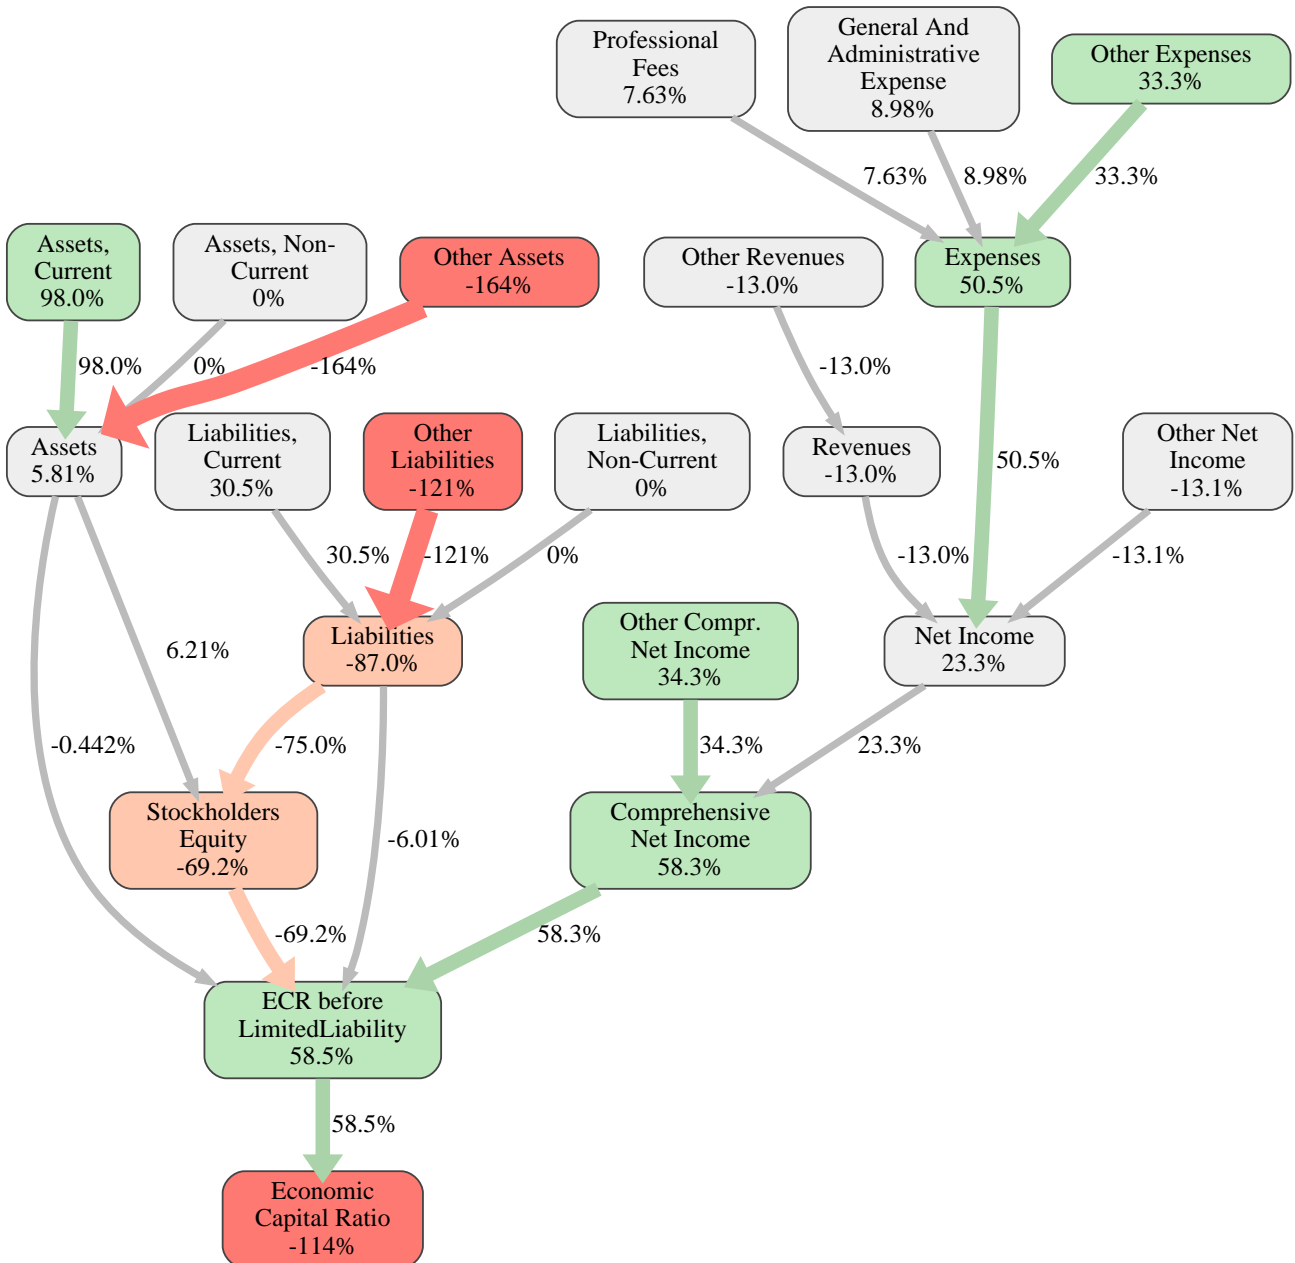 Professional
Fees
7.63%
General And
Administrative
Expense
8.98%
Other Expenses
33.3%
7.63%
8.98%
33.3%
Assets,
Current
98.0%
Assets, Non-
Current
0%
Other Assets
-164%
Other Revenues
-13.0%
Expenses
50.5%
98.0%
0%
-164%
-13.0%
Assets
5.81%
Liabilities,
Current
30.5%
Other
Liabilities
-121%
Liabilities,
Non-Current
0%
Revenues
-13.0%
50.5%
Other Net
Income
-13.1%
30.5%
-121%
0%
-13.0%
-13.1%
6.21%
Liabilities
-87.0%
Other Compr.
Net Income
34.3%
Net Income
23.3%
-0.442%
-75.0%
34.3%
23.3%
Stockholders
Equity
-69.2%
-6.01%
Comprehensive
Net Income
58.3%
-69.2%
58.3%
ECR before
LimitedLiability
58.5%
58.5%
Economic
Capital Ratio
-114%